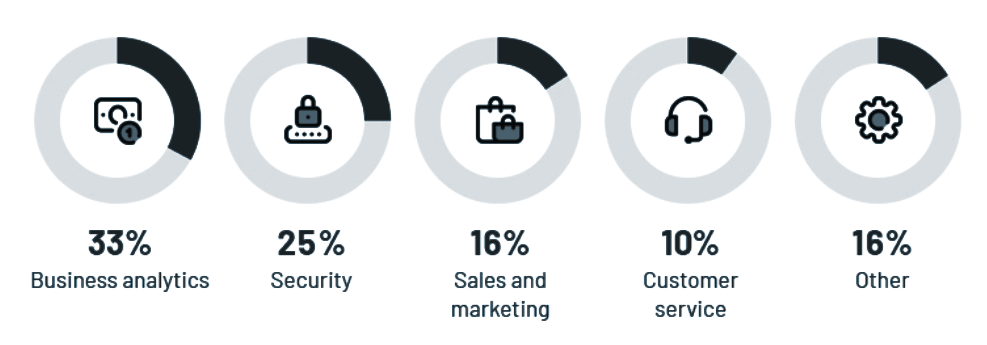 33%
Business analytics
25%
Security
16%
Sales and
marketing
10%
Customer
service
16%
Other